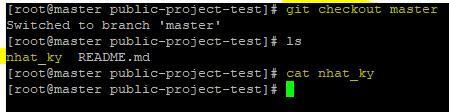 [root@master public-project-test]# git checkout master
Switched to branch 'master'
[root@master public-project-test]# ls
nhat_ky  README.md
[root@master public-project-test]# cat nhat_ky
[root@master public-project-test]#